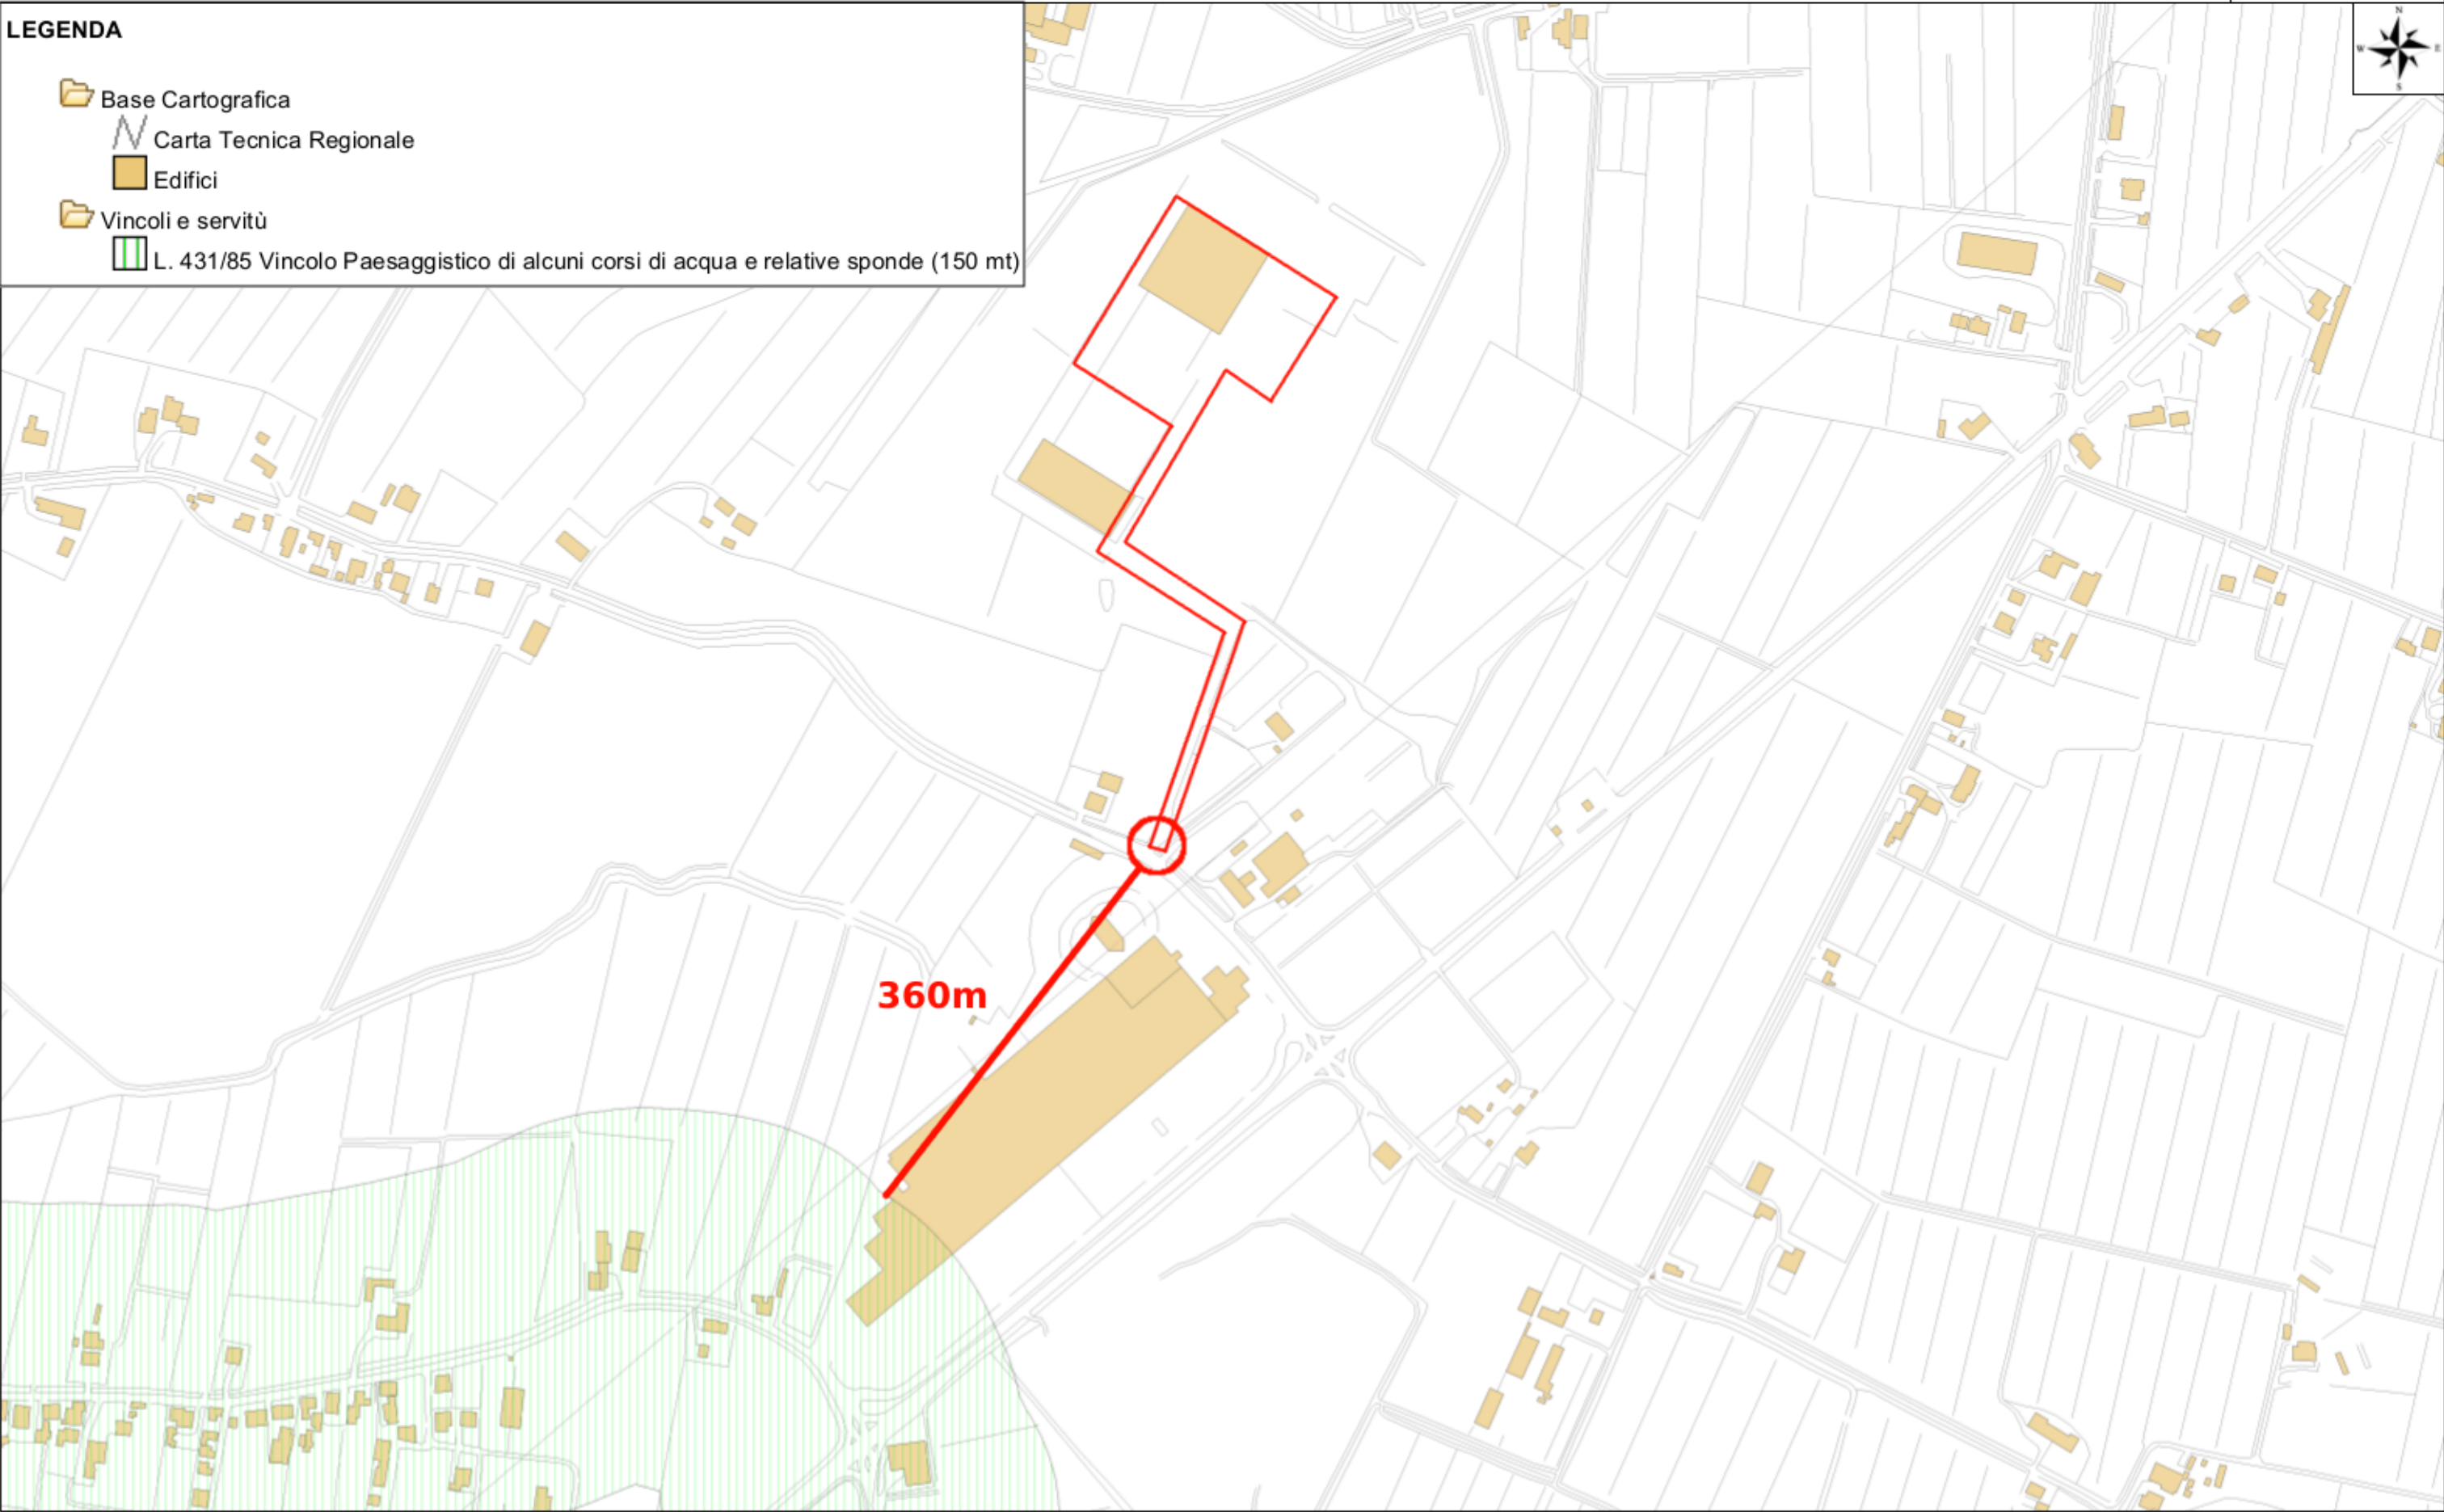 LEGENDA
Base Cartografica
Carta Tecnica Regionale
Edifici
Vincoli e servitù
L. 431/85 Vincolo Paesaggistico di alcuni corsi di acqua e relative sponde (150 mt)
N
W E
S
360m